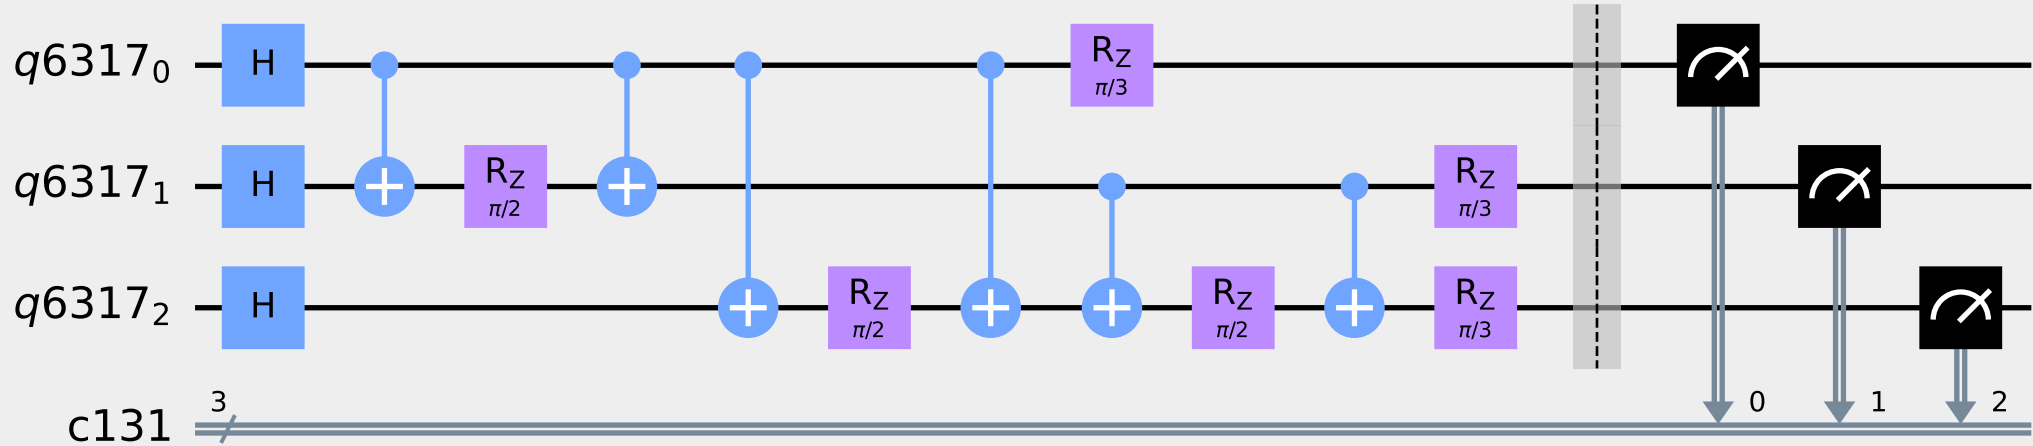 q6317₀ H R_Z π/3
q6317₁ H R_Z π/2 R_Z π/3
q6317₂ H R_Z π/2 R_Z π/2 R_Z π/3
c131 3 0 1 2